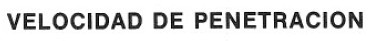 VELOCIDAD DE PENETRACION